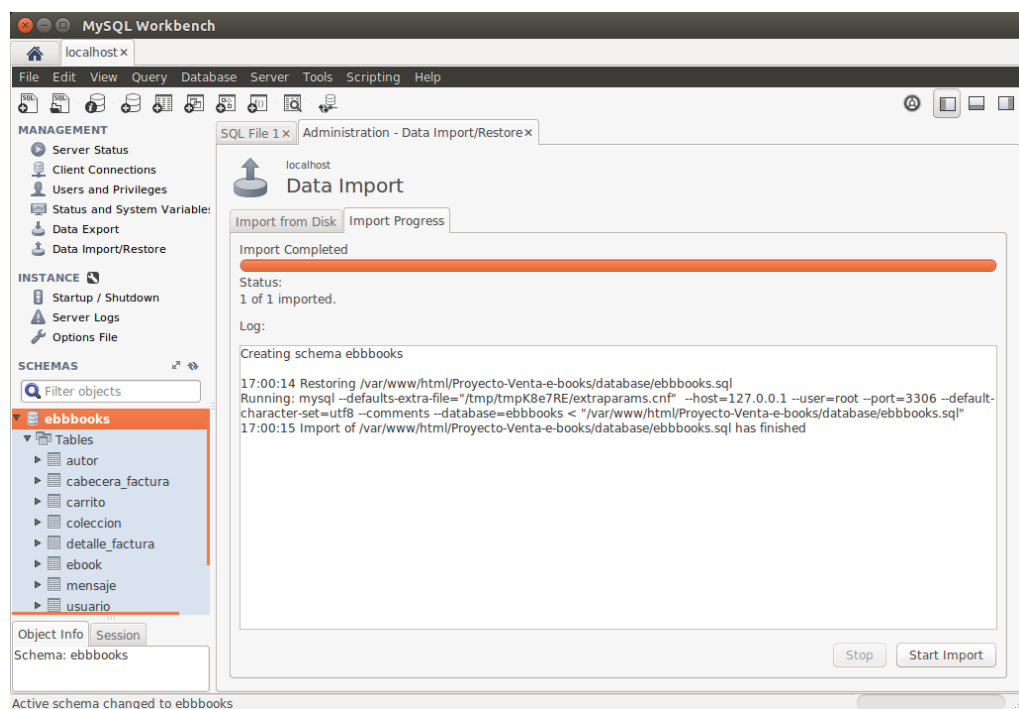 MySQL Workbench
localhost
File Edit View Query Database Server Tools Scripting Help
MANAGEMENT
Server Status
Client Connections
Users and Privileges
Status and System Variable
Data Export
Data Import/Restore
INSTANCE
Startup / Shutdown
Server Logs
Options File
SCHEMAS
Filter objects
ebbbooks
Tables
autor
cabecera_factura
carrito
coleccion
detalle_factura
ebook
mensaje
usuario
Object Info Session
Schema: ebbbooks
SQL File 1 Administration - Data Import/Restore
localhost
Data Import
Import from Disk Import Progress
Import Completed
Status:
1 of 1 imported.
Log:
Creating schema ebbbooks
17:00:14 Restoring /var/www/html/Proyecto-Venta-e-books/database/ebbbooks.sql
Running: mysql --defaults-extra-file="/tmp/tmpK8e7RE/extraparams.cnf" --host=127.0.0.1 --user=root --port=3306 --default-
character-set=utf8 --comments --database=ebbbooks < "/var/www/html/Proyecto-Venta-e-books/database/ebbbooks.sql"
17:00:15 Import of /var/www/html/Proyecto-Venta-e-books/database/ebbbooks.sql has finished
Stop Start Import
Active schema changed to ebbbooks